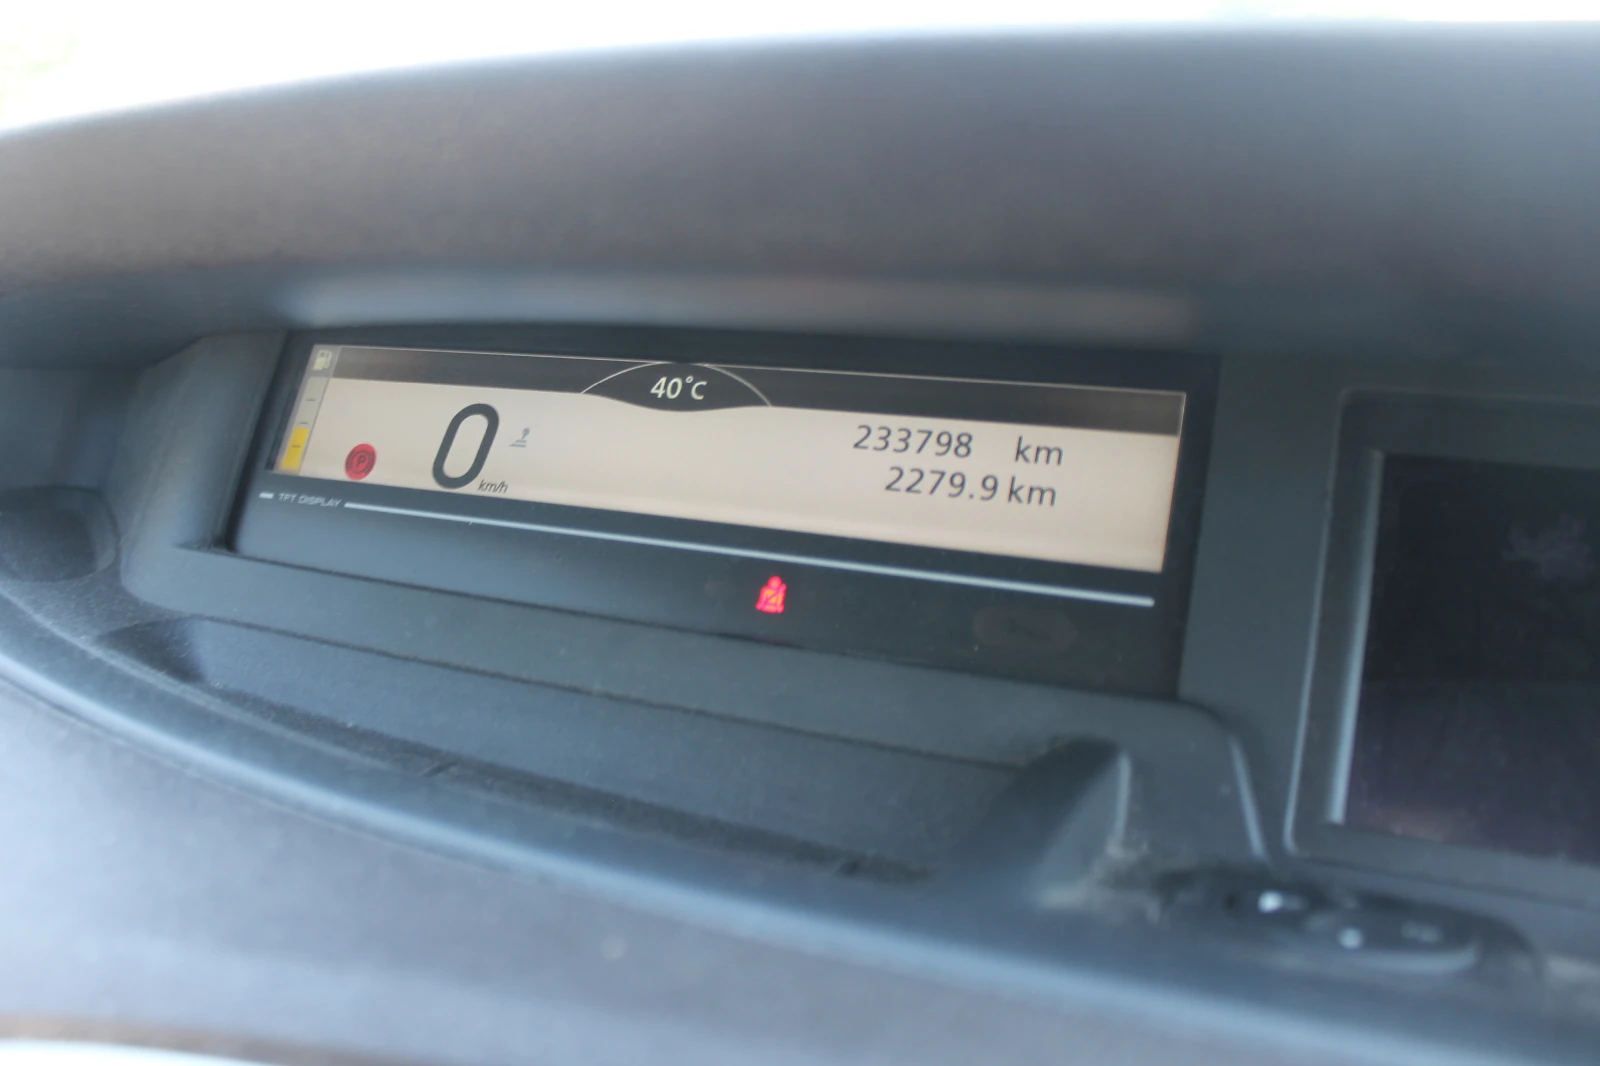 40°C
233798 km
0 km/h
2279.9 km
P
TFT DISPLAY